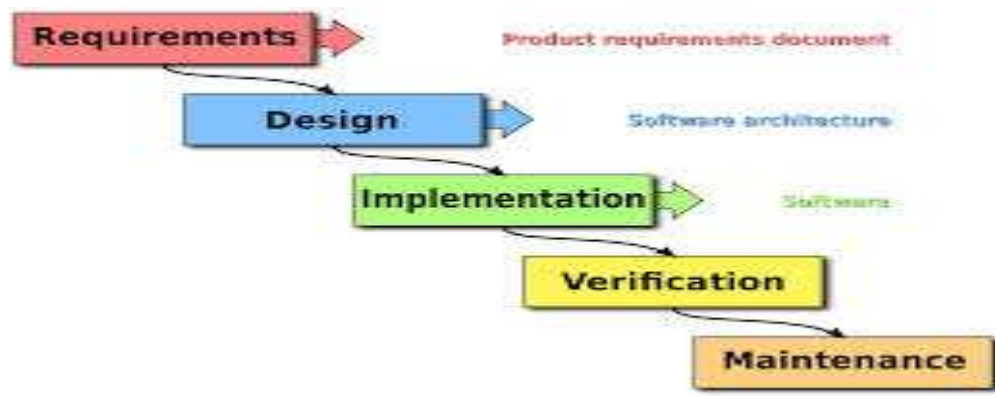 Requirements
Product requirements document
Design
Software architecture
Implementation
Software
Verification
Maintenance